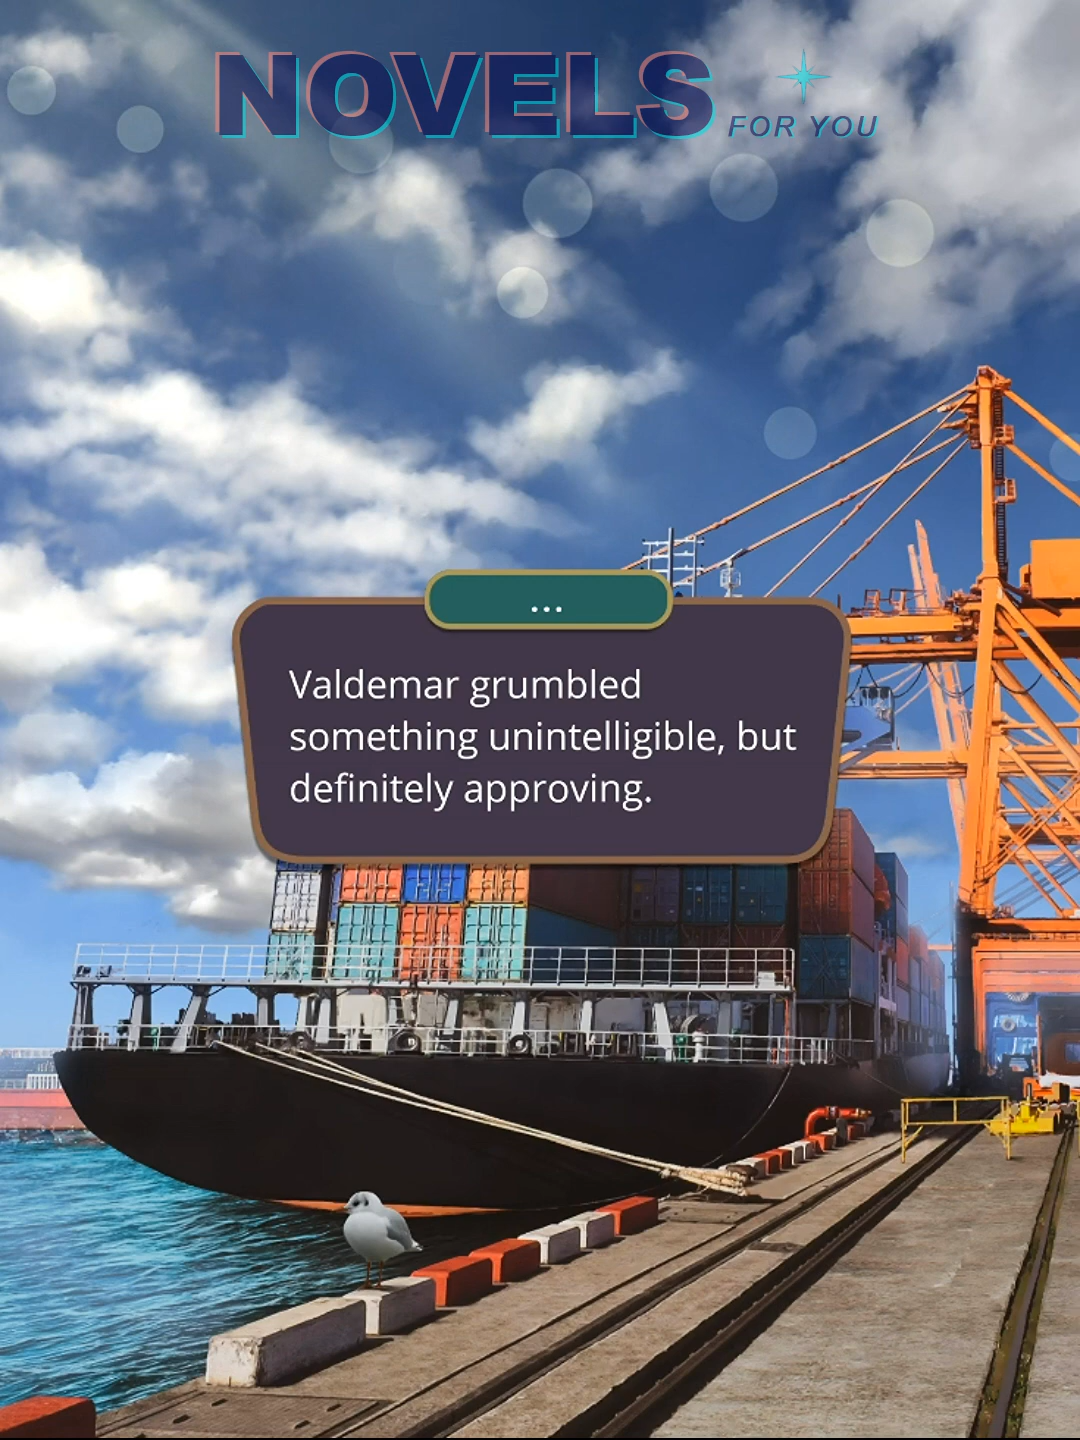 NOVELS
FOR YOU
...
Valdemar grumbled
something unintelligible, but
definitely approving.